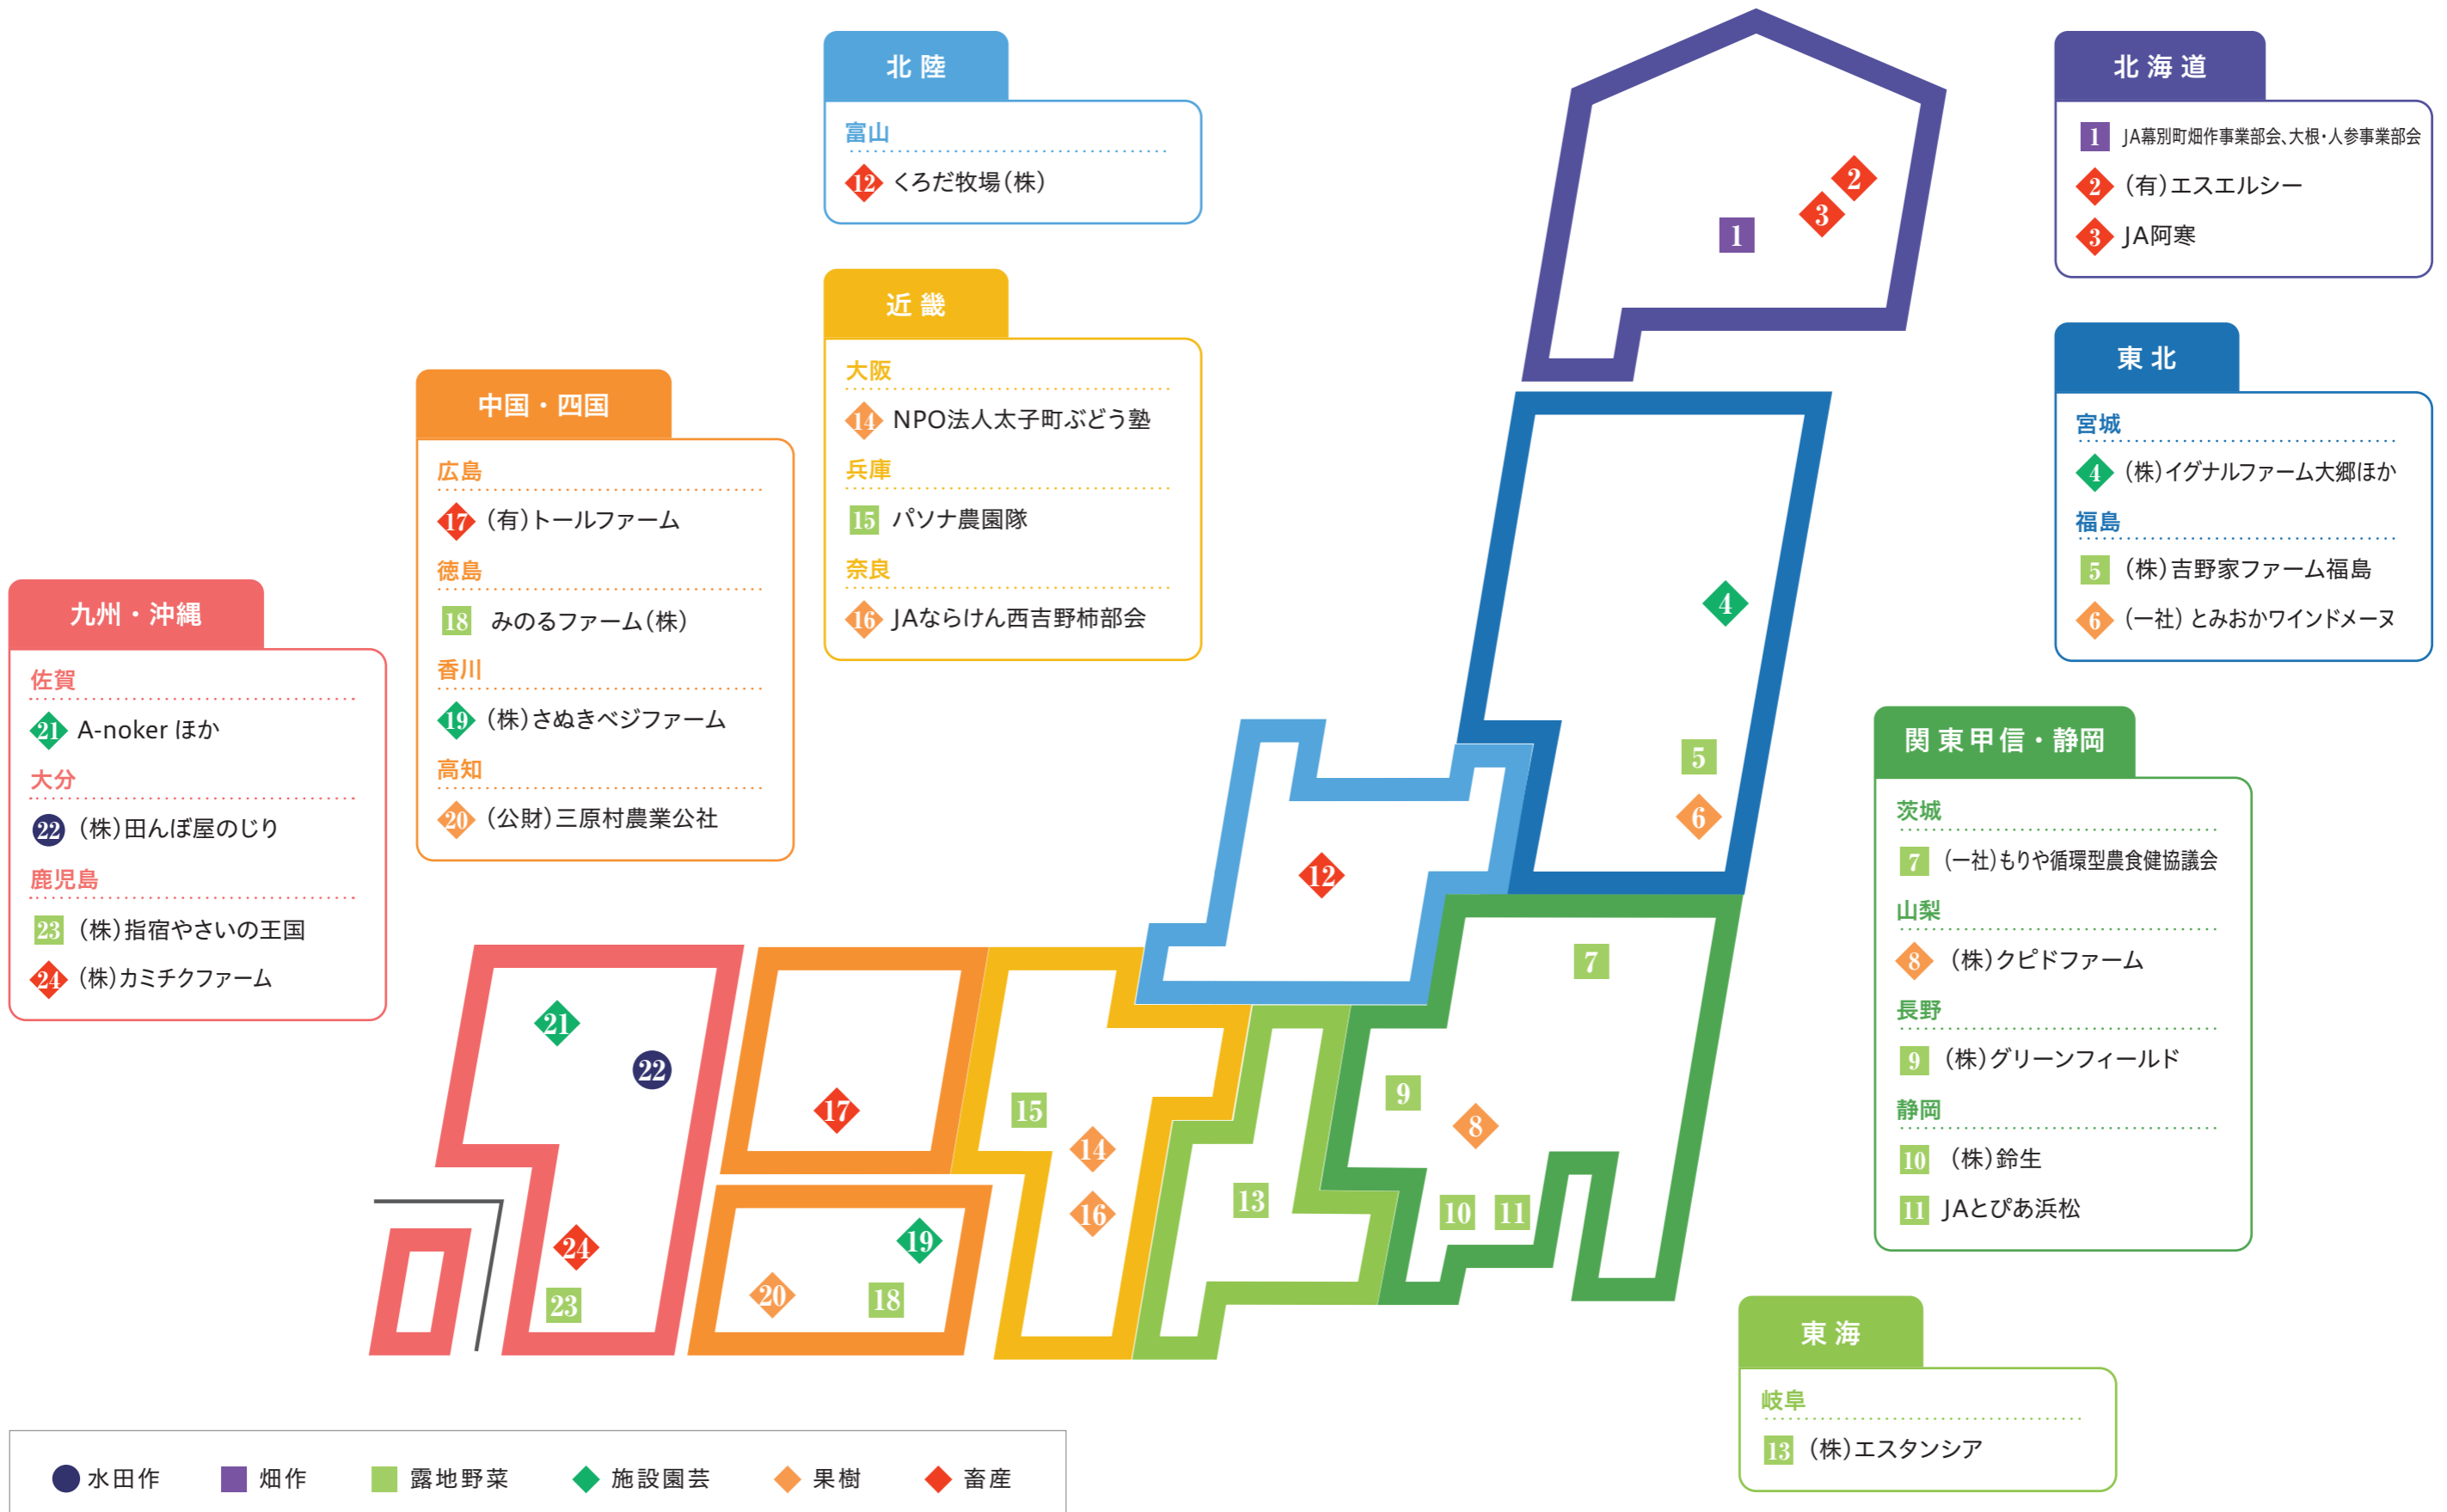 北海道
1 JA幕別町畑作事業部会、大根・人参事業部会
2 (有)エスエルシー
3 JA阿寒
東北
宮城
4 (株)イグナルファーム大郷ほか
福島
5 (株)吉野家ファーム福島
6 (一社)とみおかワインドメーヌ
関東甲信・静岡
茨城
7 (一社)もりや循環型農食健協議会
山梨
8 (株)クピドファーム
長野
9 (株)グリーンフィールド
静岡
10 (株)鈴生
11 JAとぴあ浜松
北陸
富山
12 くろだ牧場(株)
東海
岐阜
13 (株)エスタンシア
近畿
大阪
14 NPO法人太子町ぶどう塾
兵庫
15 パソナ農園隊
奈良
16 JAならけん西吉野柿部会
中国・四国
広島
17 (有)トールファーム
徳島
18 みのるファーム(株)
香川
19 (株)さぬきベジファーム
高知
20 (公財)三原村農業公社
九州・沖縄
佐賀
21 A-noker ほか
大分
22 (株)田んぼ屋のじり
鹿児島
23 (株)指宿やさいの王国
24 (株)カミチクファーム
2
3
1
4
5
6
12
7
21
22
17
15
9
8
14
16
13
10 11
24
19
23
20
18
水田作 畑作 露地野菜 施設園芸 果樹 畜産